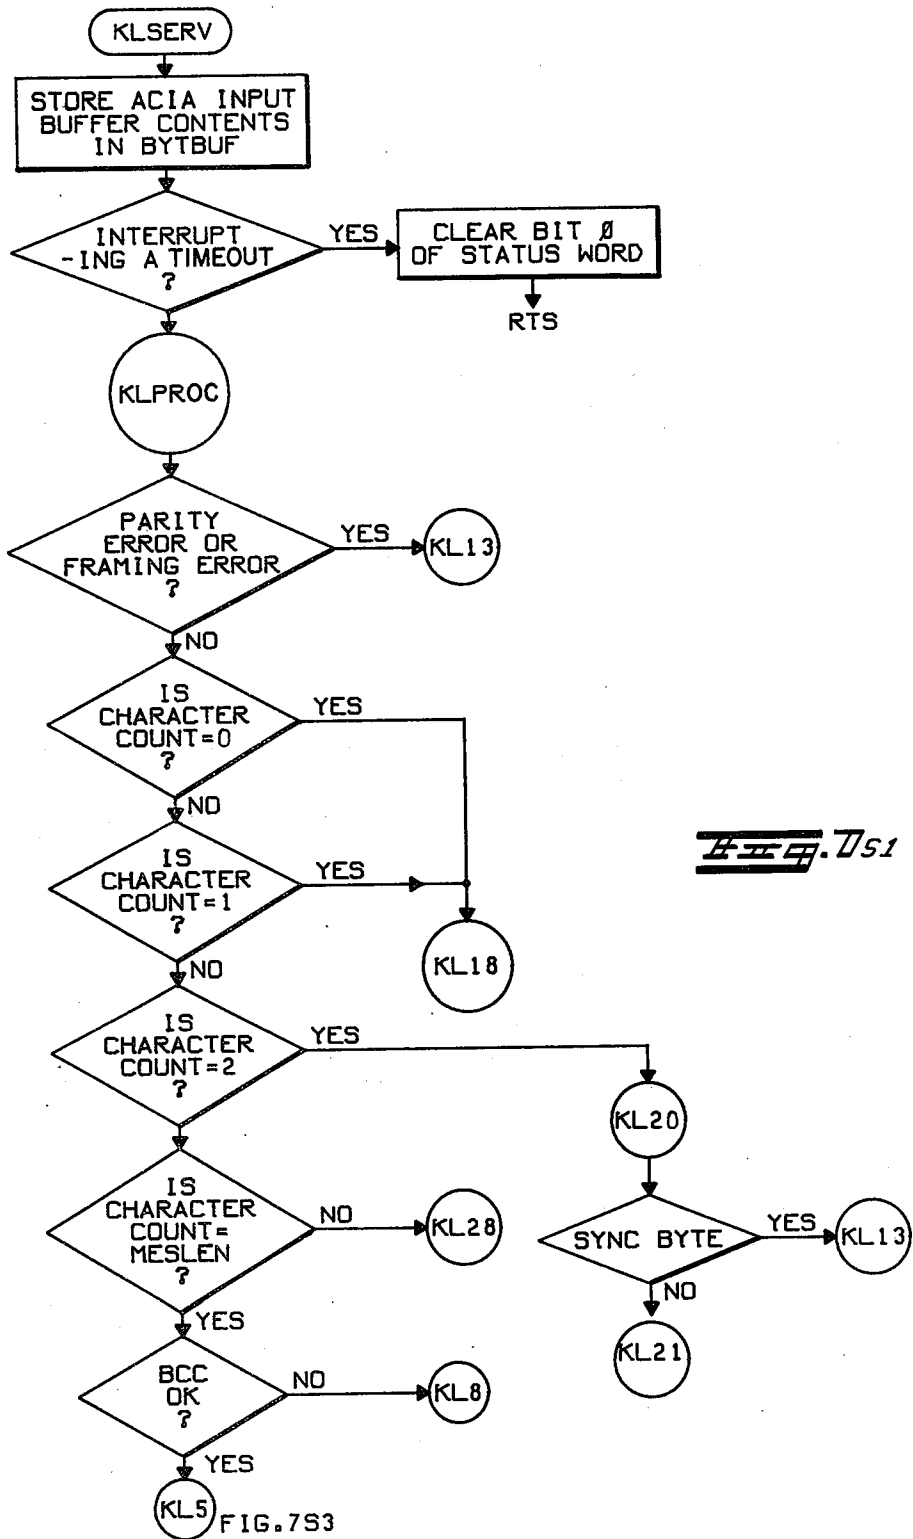 KLSERV
STORE ACIA INPUT
BUFFER CONTENTS
IN BYTBUF
INTERRUPT
-ING A TIMEOUT
?
YES
CLEAR BIT Ø
OF STATUS WORD
RTS
KLPROC
PARITY
ERROR OR
FRAMING ERROR
?
YES
KL13
NO
IS
CHARACTER
COUNT=0
?
YES
NO
IS
CHARACTER
COUNT=1
?
YES
KL18
Fig. 7S1
NO
IS
CHARACTER
COUNT=2
?
YES
KL20
SYNC BYTE
YES
KL13
NO
KL21
IS
CHARACTER
COUNT=
MESLEN
?
NO
KL28
YES
BCC
OK
?
NO
KL8
YES
KL5
FIG.7S3